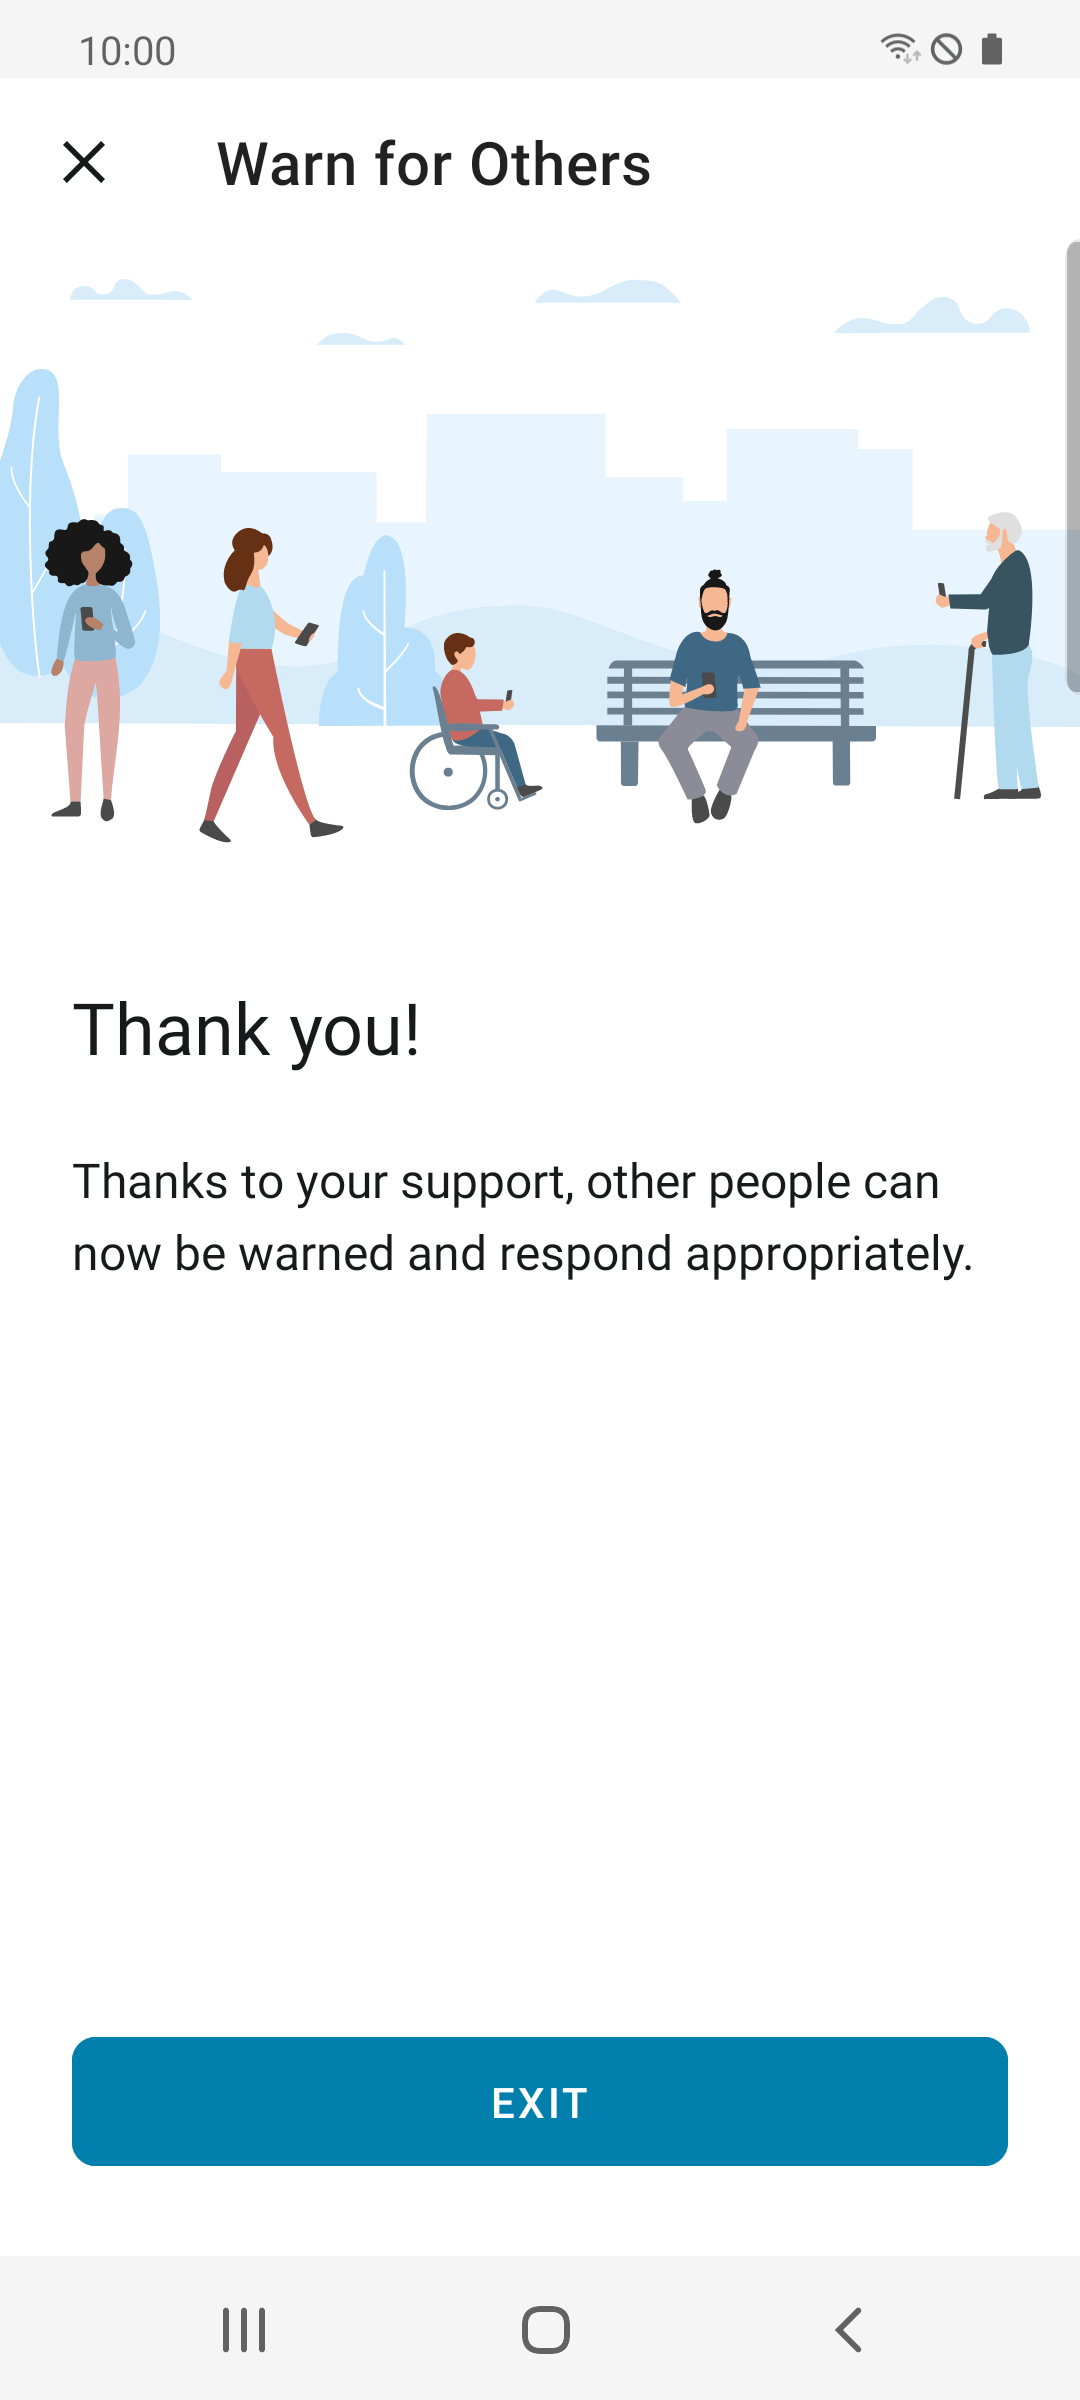 10:00
Warn for Others
Thank you!
Thanks to your support, other people can
now be warned and respond appropriately.
EXIT